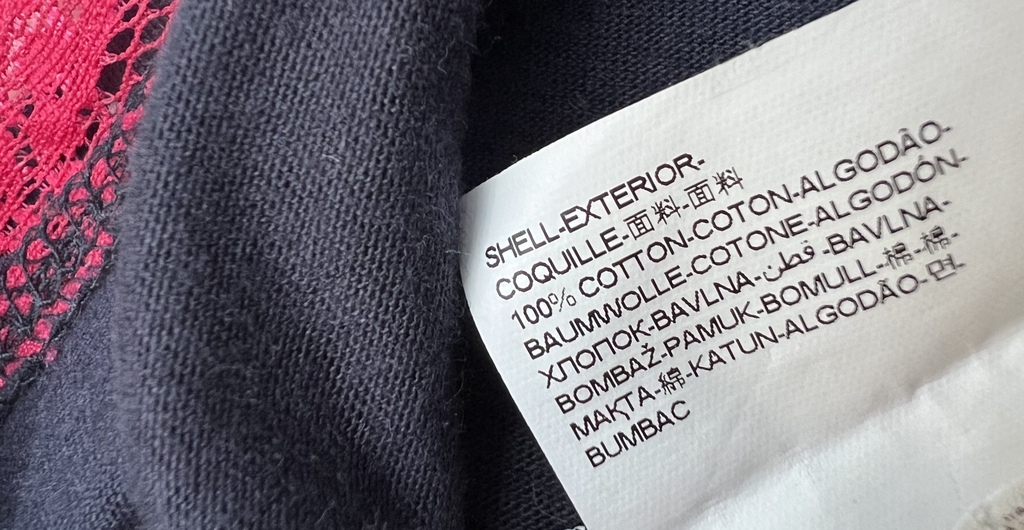 SHELL-EXTERIOR-
COQUILLE-面料-面料
100% COTTON-COTON-ALGODÃO-
BAUMWOLLE-COTONE-ALGODÓN-
ХЛОПОК-BAVLNA-قطن-BAVLNA-
BOMBAŽ-PAMUK-BOMULL-棉-棉-
МАҚТА-綿-KATUN-ALGODÃO-면-
BUMBAC